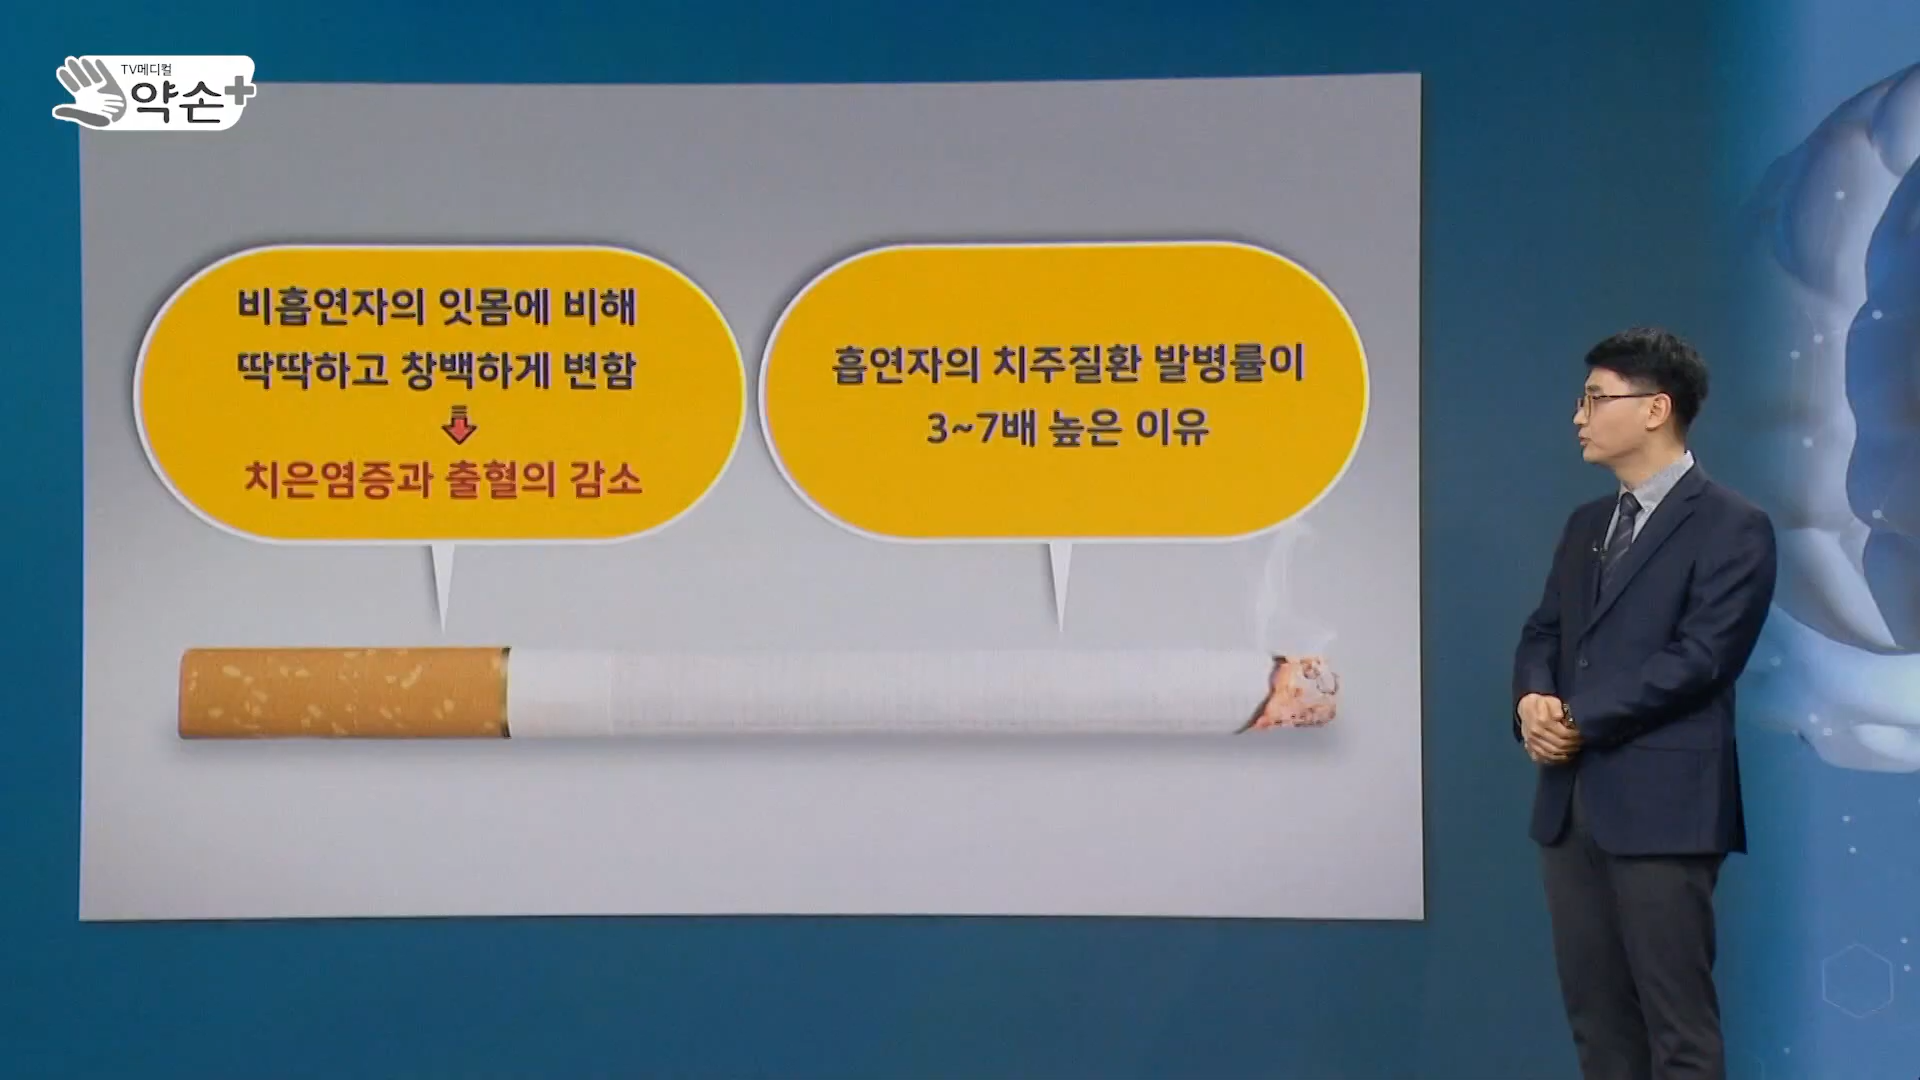 TV메디컬
약손+
비흡연자의 잇몸에 비해
딱딱하고 창백하게 변함
치은염증과 출혈의 감소
흡연자의 치주질환 발병률이
3~7배 높은 이유